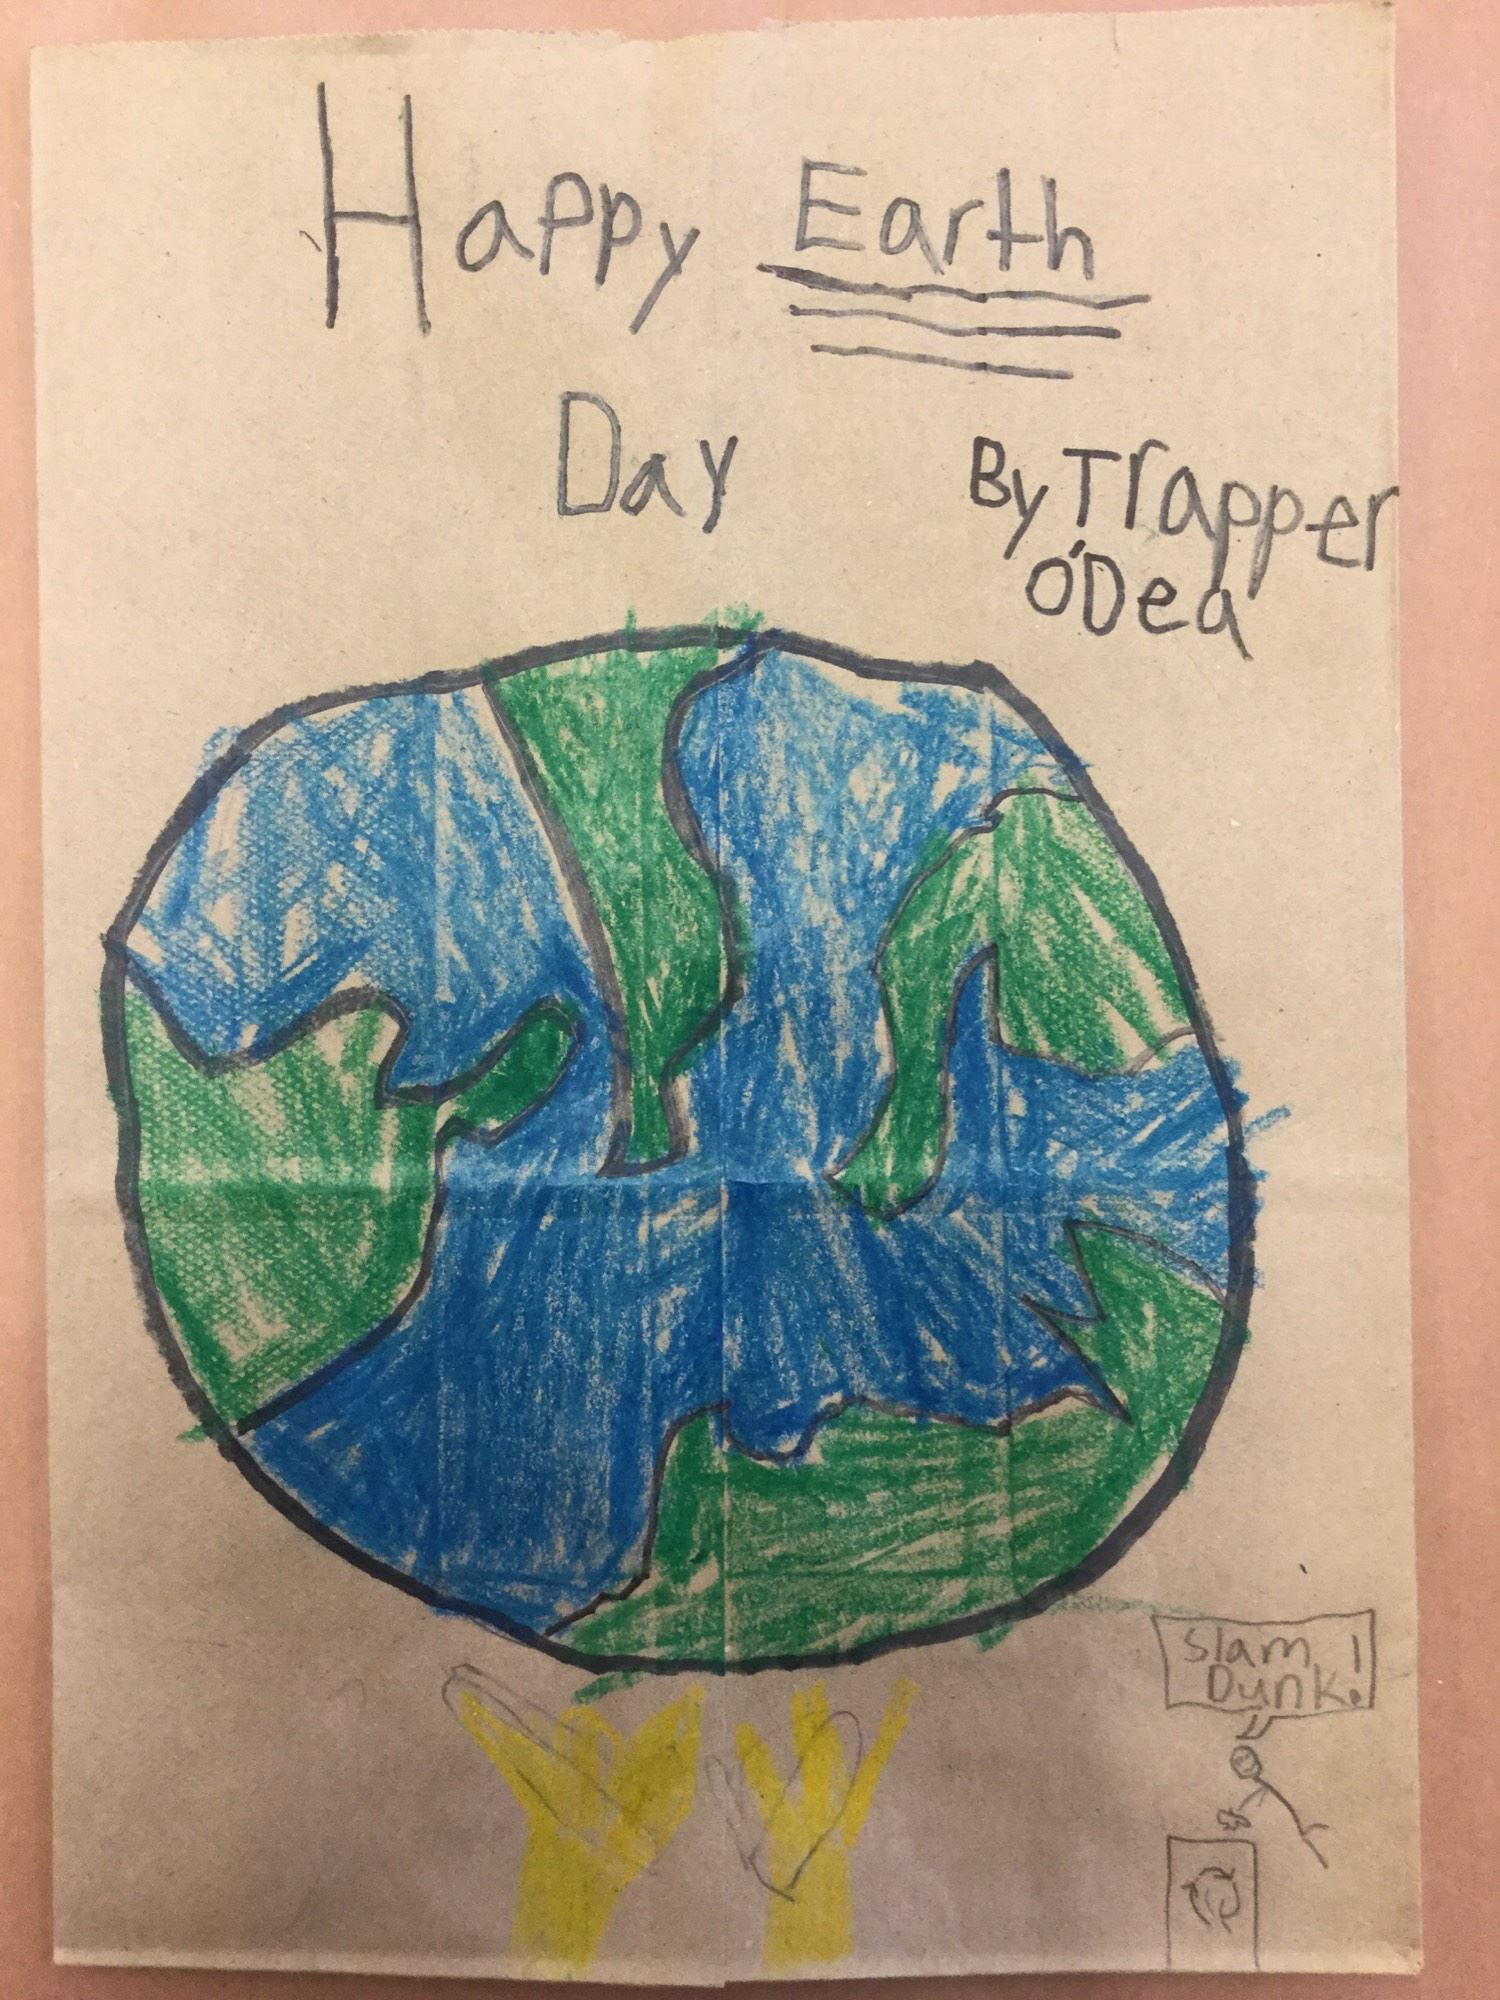 Happy Earth
Day
By Trapper
O'Dea
Slam
Dunk!